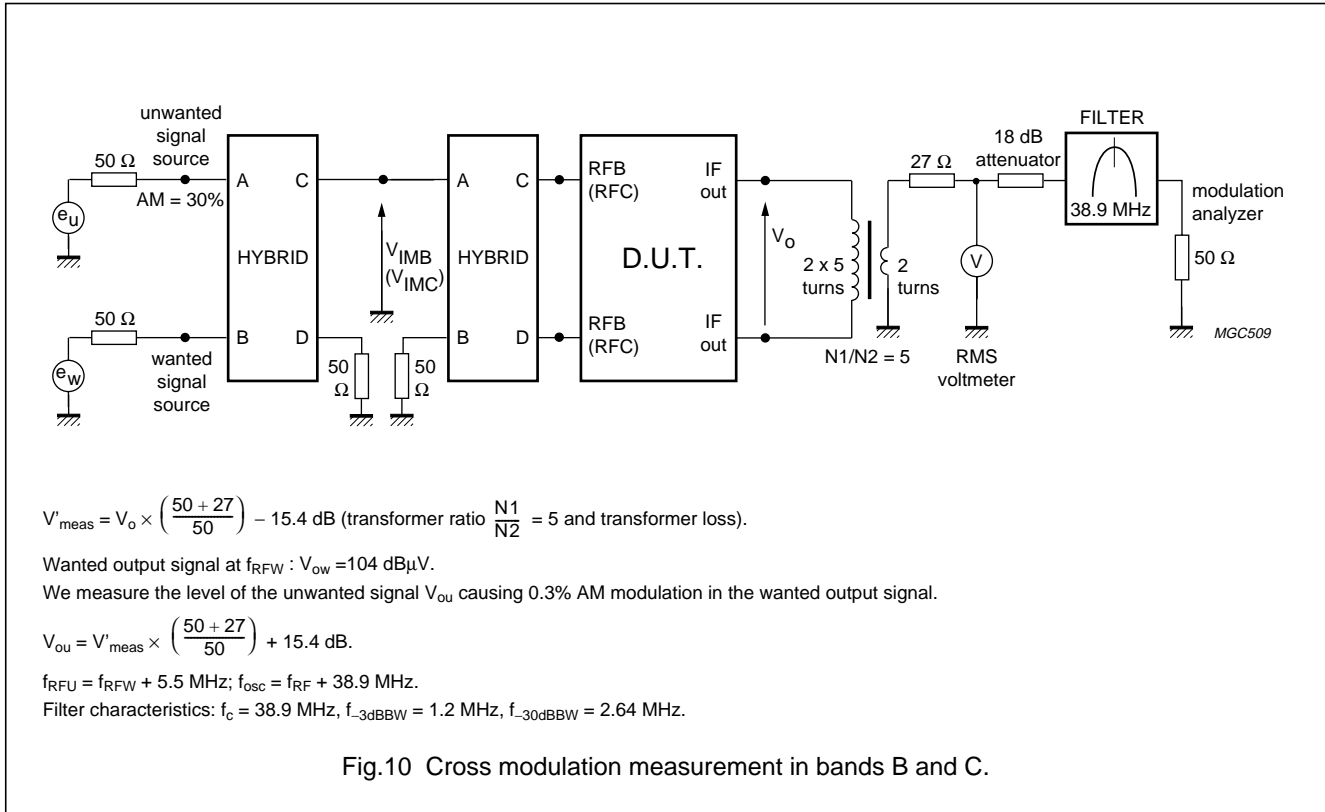 unwanted
signal
source
50 Ω
AM = 30%
e_u
50 Ω
e_w
wanted
signal
source
A C
HYBRID
B D
50
Ω
V_IMB
(V_IMC)
50
Ω
A C
HYBRID
B D
RFB
(RFC)
IF
out
D.U.T.
RFB
(RFC)
IF
out
V_o
2 x 5
turns
2
turns
N1/N2 = 5
27 Ω
V
RMS
voltmeter
18 dB
attenuator
FILTER
38.9 MHz
modulation
analyzer
50 Ω
MGC509
V'_meas = V_o × ((50 + 27)/50) − 15.4 dB (transformer ratio N1/N2 = 5 and transformer loss).
Wanted output signal at f_RFW : V_ow =104 dBµV.
We measure the level of the unwanted signal V_ou causing 0.3% AM modulation in the wanted output signal.
V_ou = V'_meas × ((50 + 27)/50) + 15.4 dB.
f_RFU = f_RFW + 5.5 MHz; f_osc = f_RF + 38.9 MHz.
Filter characteristics: f_c = 38.9 MHz, f_−3dBBW = 1.2 MHz, f_−30dBBW = 2.64 MHz.
Fig.10 Cross modulation measurement in bands B and C.